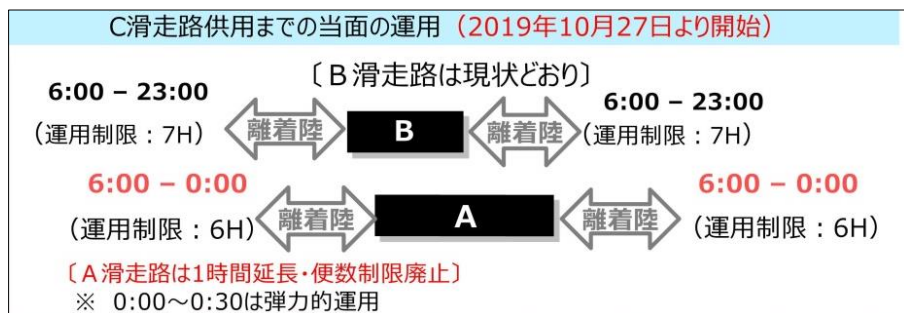 C滑走路供用までの当面の運用（2019年10月27日より開始）
〔Ｂ滑走路は現状どおり〕
6:00 – 23:00
（運用制限：7H）
離着陸
B
離着陸
6:00 – 23:00
（運用制限：7H）
6:00 – 0:00
（運用制限：6H）
離着陸
A
離着陸
6:00 – 0:00
（運用制限：6H）
〔Ａ滑走路は1時間延長・便数制限廃止〕
※ 0:00～0:30は弾力的運用